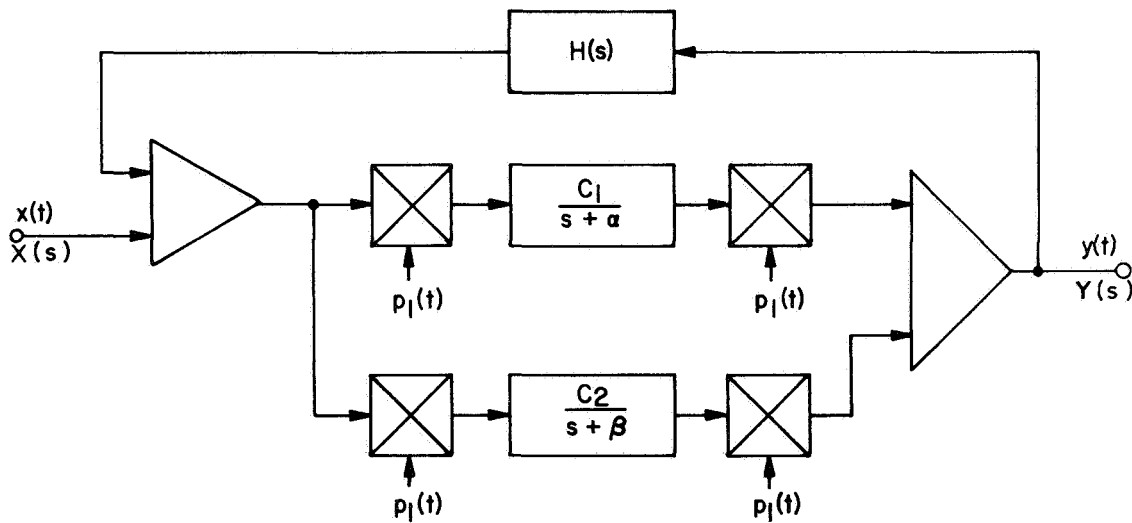 H(s)
x(t)
X(s)
C1
s + α
p1(t)
p1(t)
y(t)
Y(s)
C2
s + β
p1(t)
p1(t)